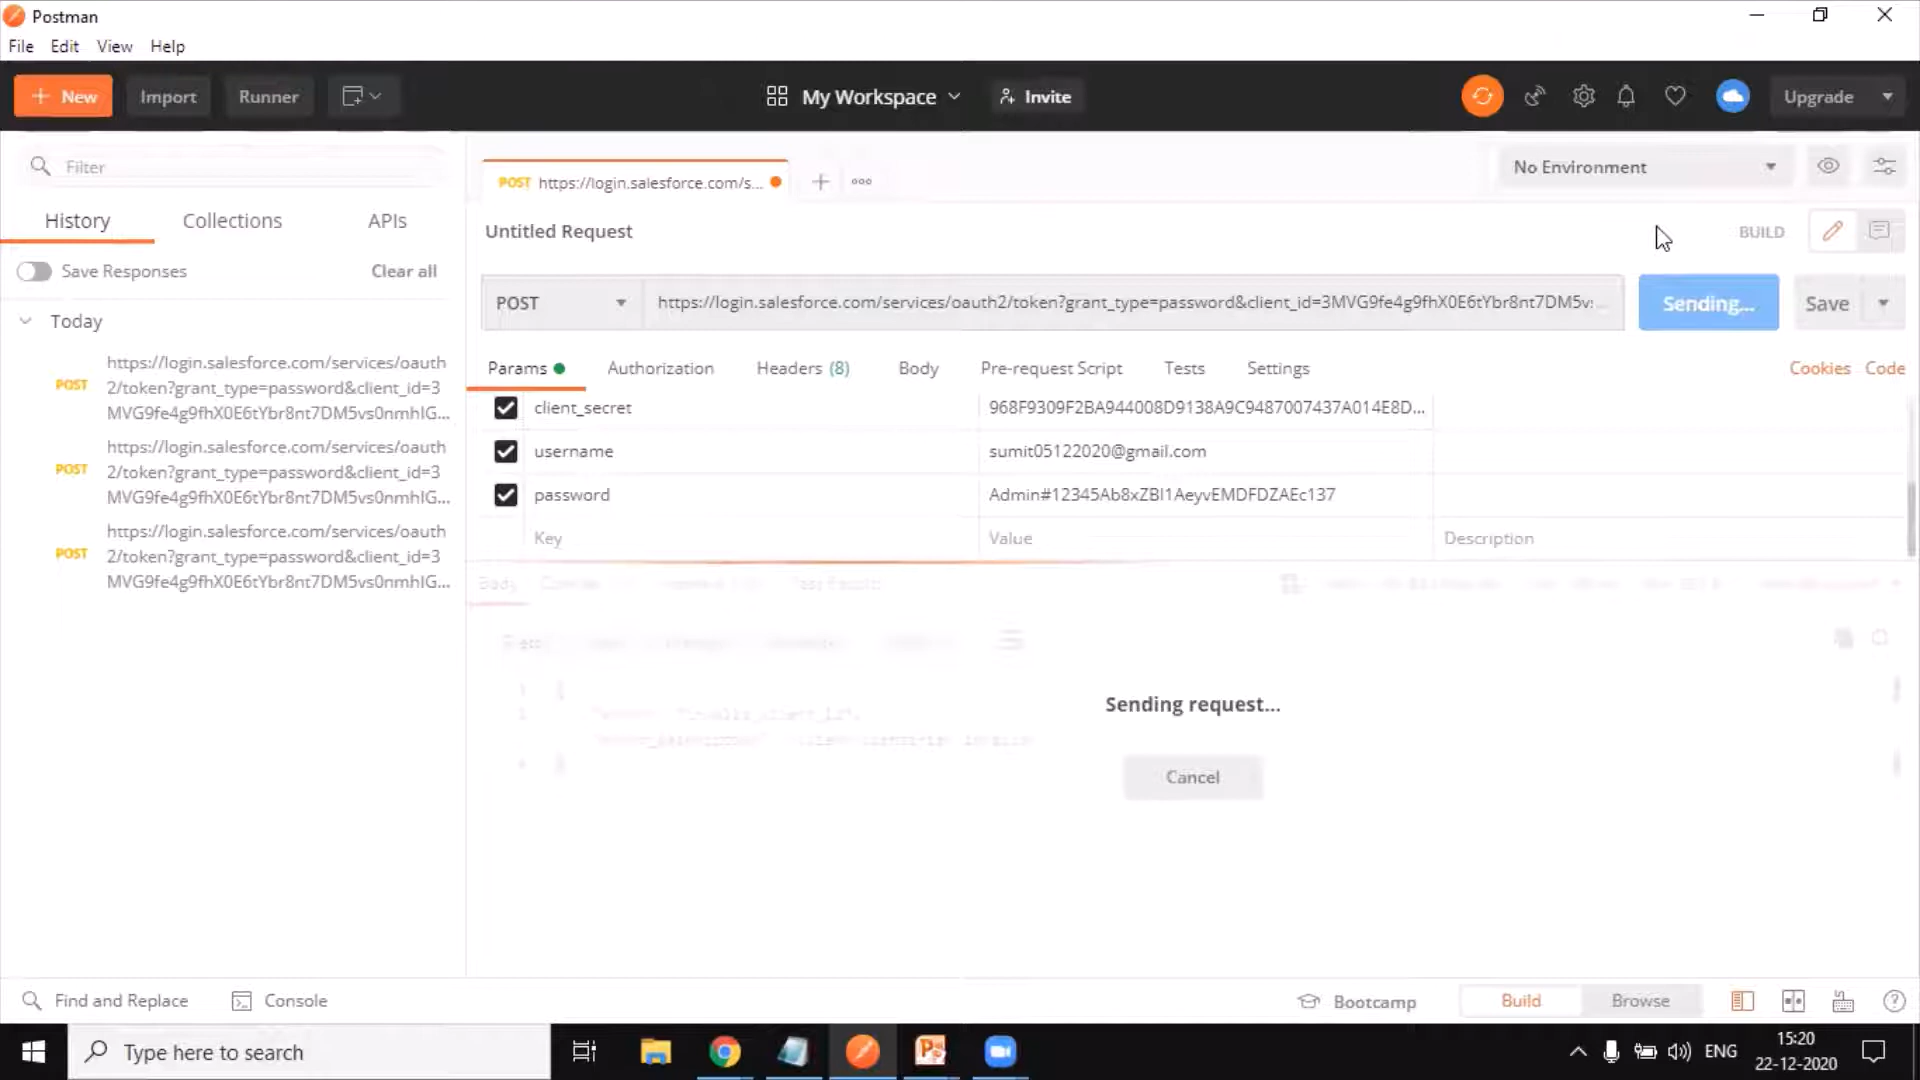 Postman
File Edit View Help
New Import Runner My Workspace Invite Upgrade
Filter
POST https://login.salesforce.com/s...
No Environment
History Collections APIs
Untitled Request
BUILD
Save Responses Clear all
POST https://login.salesforce.com/services/oauth2/token?grant_type=password&client_id=3MVG9fe4g9fhX0E6tYbr8nt7DM5vs Sending... Save
Today
https://login.salesforce.com/services/oauth
POST 2/token?grant_type=password&client_id=3
MVG9fe4g9fhX0E6tYbr8nt7DM5vs0nmhIG...
https://login.salesforce.com/services/oauth
POST 2/token?grant_type=password&client_id=3
MVG9fe4g9fhX0E6tYbr8nt7DM5vs0nmhIG...
https://login.salesforce.com/services/oauth
POST 2/token?grant_type=password&client_id=3
MVG9fe4g9fhX0E6tYbr8nt7DM5vs0nmhIG...
Params Authorization Headers (8) Body Pre-request Script Tests Settings Cookies Code
client_secret 968F9309F2BA944008D9138A9C9487007437A014E8D...
username sumit05122020@gmail.com
password Admin#12345Ab8xZBI1AeyvEMDFDZAEc137
Key Value Description
Body
Sending request...
Cancel
Find and Replace Console Bootcamp Build Browse
Type here to search
ENG
15:20
22-12-2020